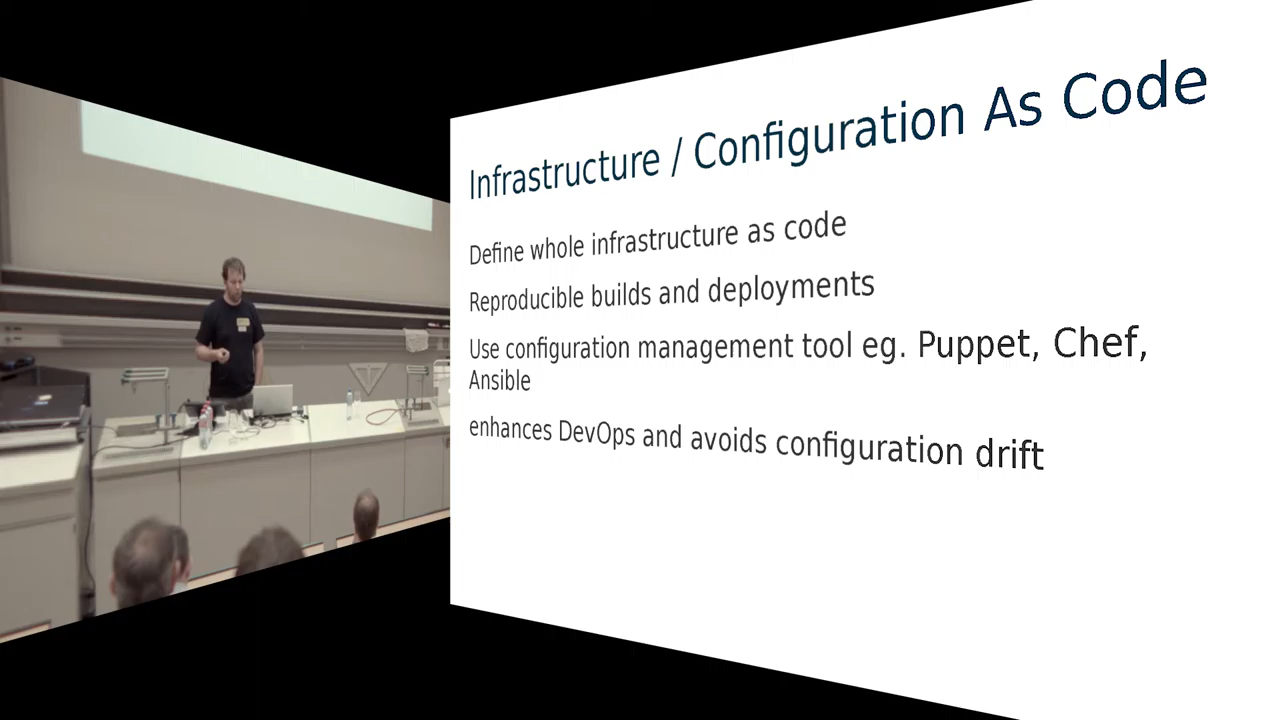 Infrastructure / Configuration As Code
Define whole infrastructure as code
Reproducible builds and deployments
Use configuration management tool eg. Puppet, Chef,
Ansible
enhances DevOps and avoids configuration drift